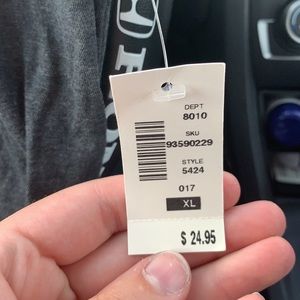 DEPT
8010
SKU
93590229
STYLE
5424
017
XL
$ 24.95